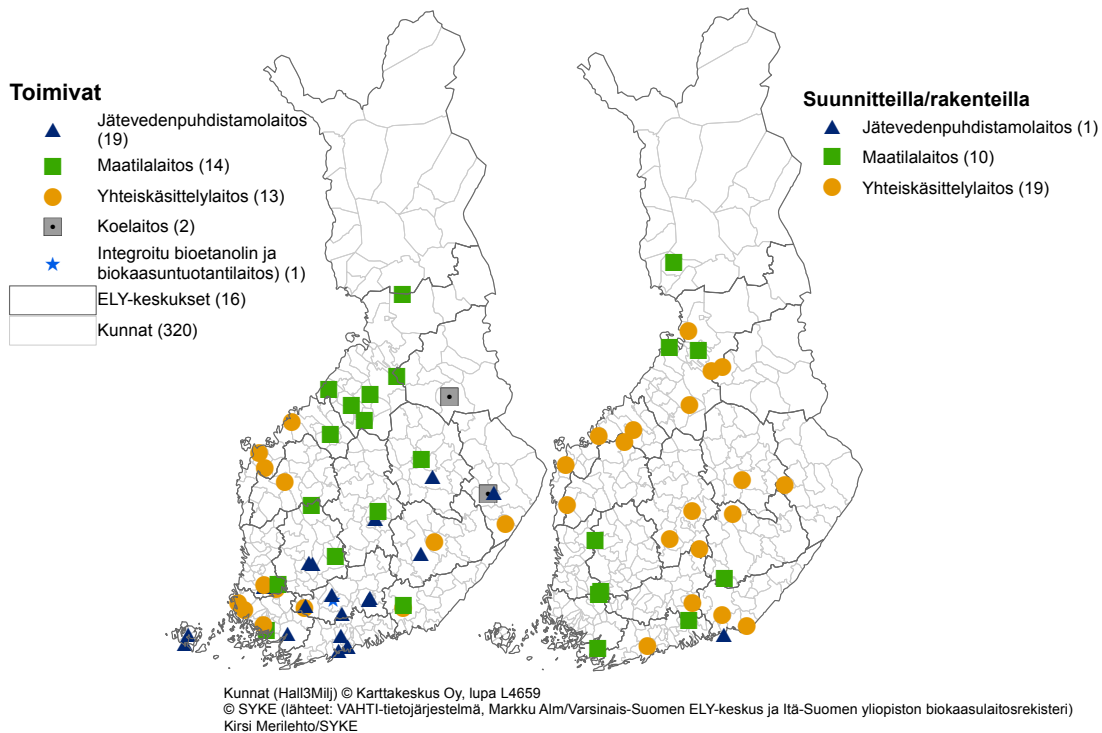 Toimivat
Jätevedenpuhdistamolaitos
(19)
Maatilalaitos (14)
Yhteiskäsittelylaitos (13)
Koelaitos (2)
Integroitu bioetanolin ja
biokaasuntuotantilaitos) (1)
ELY-keskukset (16)
Kunnat (320)
Suunnitteilla/rakenteilla
Jätevedenpuhdistamolaitos (1)
Maatilalaitos (10)
Yhteiskäsittelylaitos (19)
Kunnat (Hall3Milj) © Karttakeskus Oy, lupa L4659
© SYKE (lähteet: VAHTI-tietojärjestelmä, Markku Alm/Varsinais-Suomen ELY-keskus ja Itä-Suomen yliopiston biokaasulaitosrekisteri)
Kirsi Merilehto/SYKE